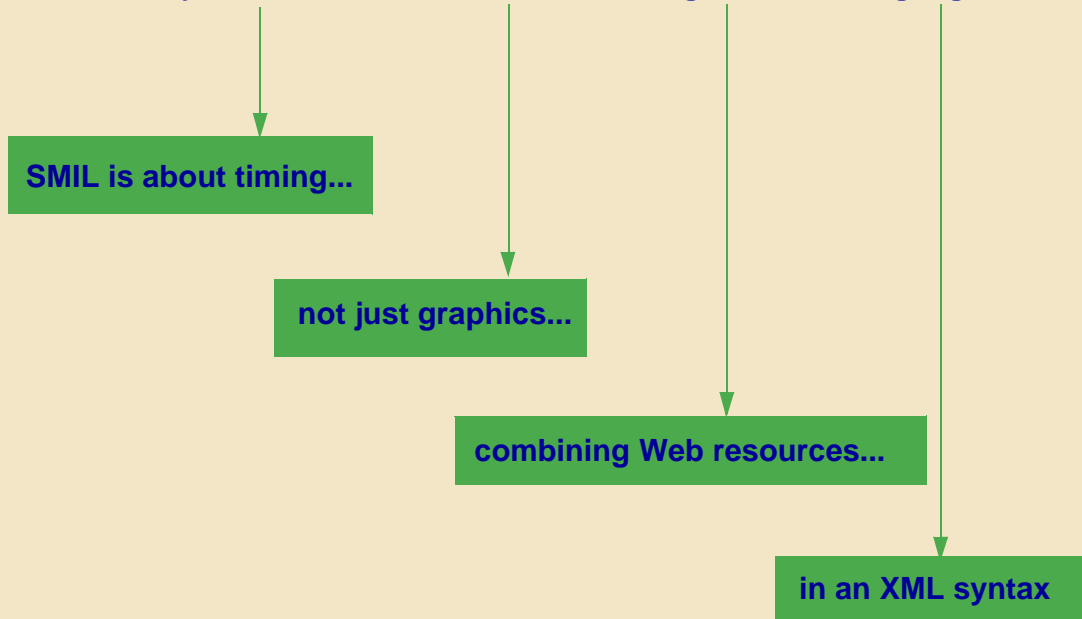 SMIL is about timing...
not just graphics...
combining Web resources...
in an XML syntax